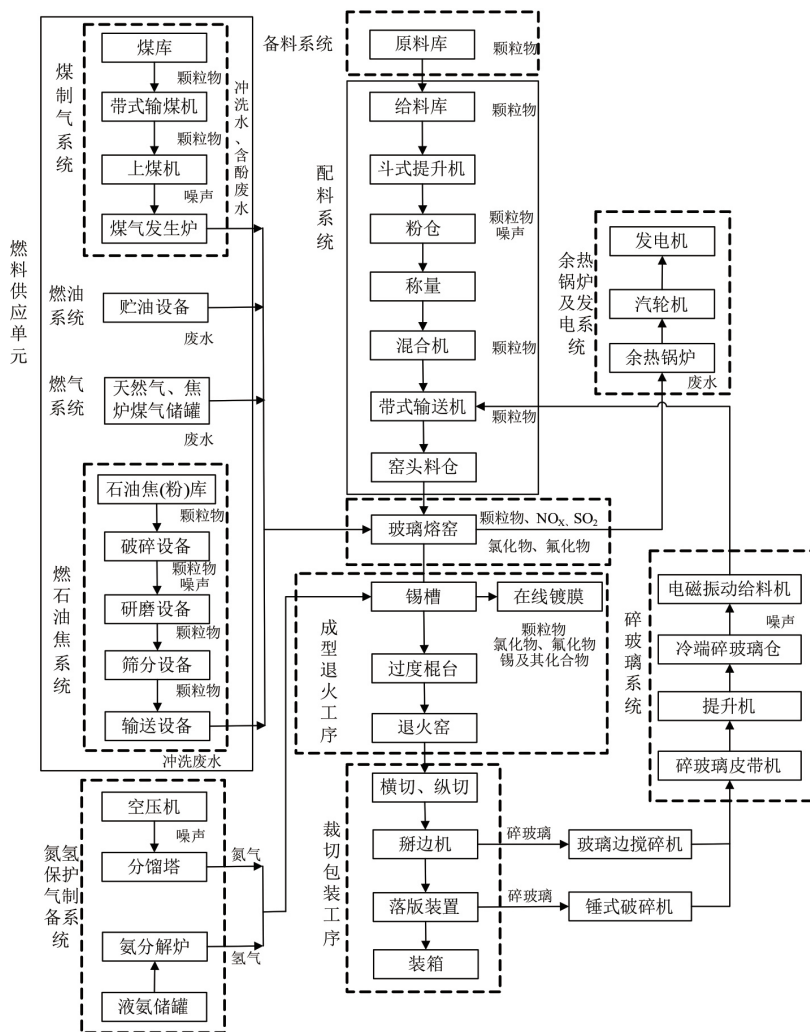 燃料供应单元
煤制气系统
煤库
颗粒物
带式输煤机
颗粒物
上煤机
噪声
煤气发生炉
冲洗水、含酚废水
燃油
系统
贮油设备
废水
燃气
系统
天然气、焦
炉煤气储罐
废水
燃石油焦系统
石油焦(粉)库
颗粒物
破碎设备
颗粒物
噪声
研磨设备
颗粒物
筛分设备
颗粒物
输送设备
冲洗废水
氮氢
保护
气制
备系
统
空压机
噪声
分馏塔
氮气
氨分解炉
氢气
液氨储罐
备料系统
原料库
颗粒物
配料系统
给料库
颗粒物
斗式提升机
粉仓
颗粒物
噪声
称量
混合机
颗粒物
带式输送机
颗粒物
窑头料仓
玻璃熔窑
颗粒物、NOX、SO2
氯化物、氟化物
成型退火工序
锡槽
在线镀膜
颗粒物
氯化物、氟化物
锡及其化合物
过度棍台
退火窑
裁切包装工序
横切、纵切
掰边机
碎玻璃
玻璃边搅碎机
落版装置
碎玻璃
锤式破碎机
装箱
余热
锅炉
及发
电系
统
发电机
汽轮机
余热锅炉
废水
碎玻璃系统
电磁振动给料机
噪声
冷端碎玻璃仓
提升机
碎玻璃皮带机